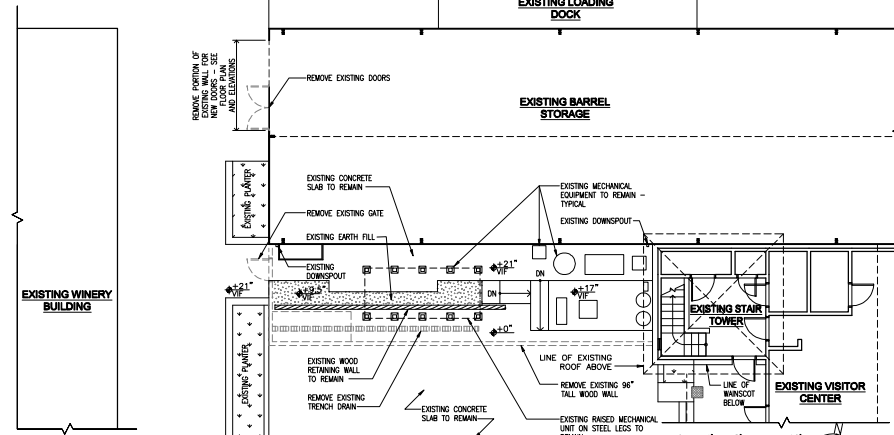 EXISTING LOADING
DOCK
REMOVE PORTION OF
EXISTING WALL FOR
NEW DOORS - SEE
FLOOR PLAN
AND ELEVATIONS
REMOVE EXISTING DOORS
EXISTING BARREL
STORAGE
EXISTING PLANTER
EXISTING CONCRETE
SLAB TO REMAIN
EXISTING MECHANICAL
EQUIPMENT TO REMAIN -
TYPICAL
REMOVE EXISTING GATE
EXISTING DOWNSPOUT
EXISTING EARTH FILL
EXISTING
DOWNSPOUT
+21"
VIF
DN
+21"
VIF
+9.5"
VIF
DN
+17"
VIF
EXISTING WINERY
BUILDING
EXISTING STAIR
TOWER
+0"
EXISTING PLANTER
EXISTING WOOD
RETAINING WALL
TO REMAIN
LINE OF EXISTING
ROOF ABOVE
REMOVE EXISTING 96"
TALL WOOD WALL
LINE OF
WAINSCOT
BELOW
EXISTING VISITOR
CENTER
REMOVE EXISTING
TRENCH DRAIN
EXISTING CONCRETE
SLAB TO REMAIN
EXISTING RAISED MECHANICAL
UNIT ON STEEL LEGS TO